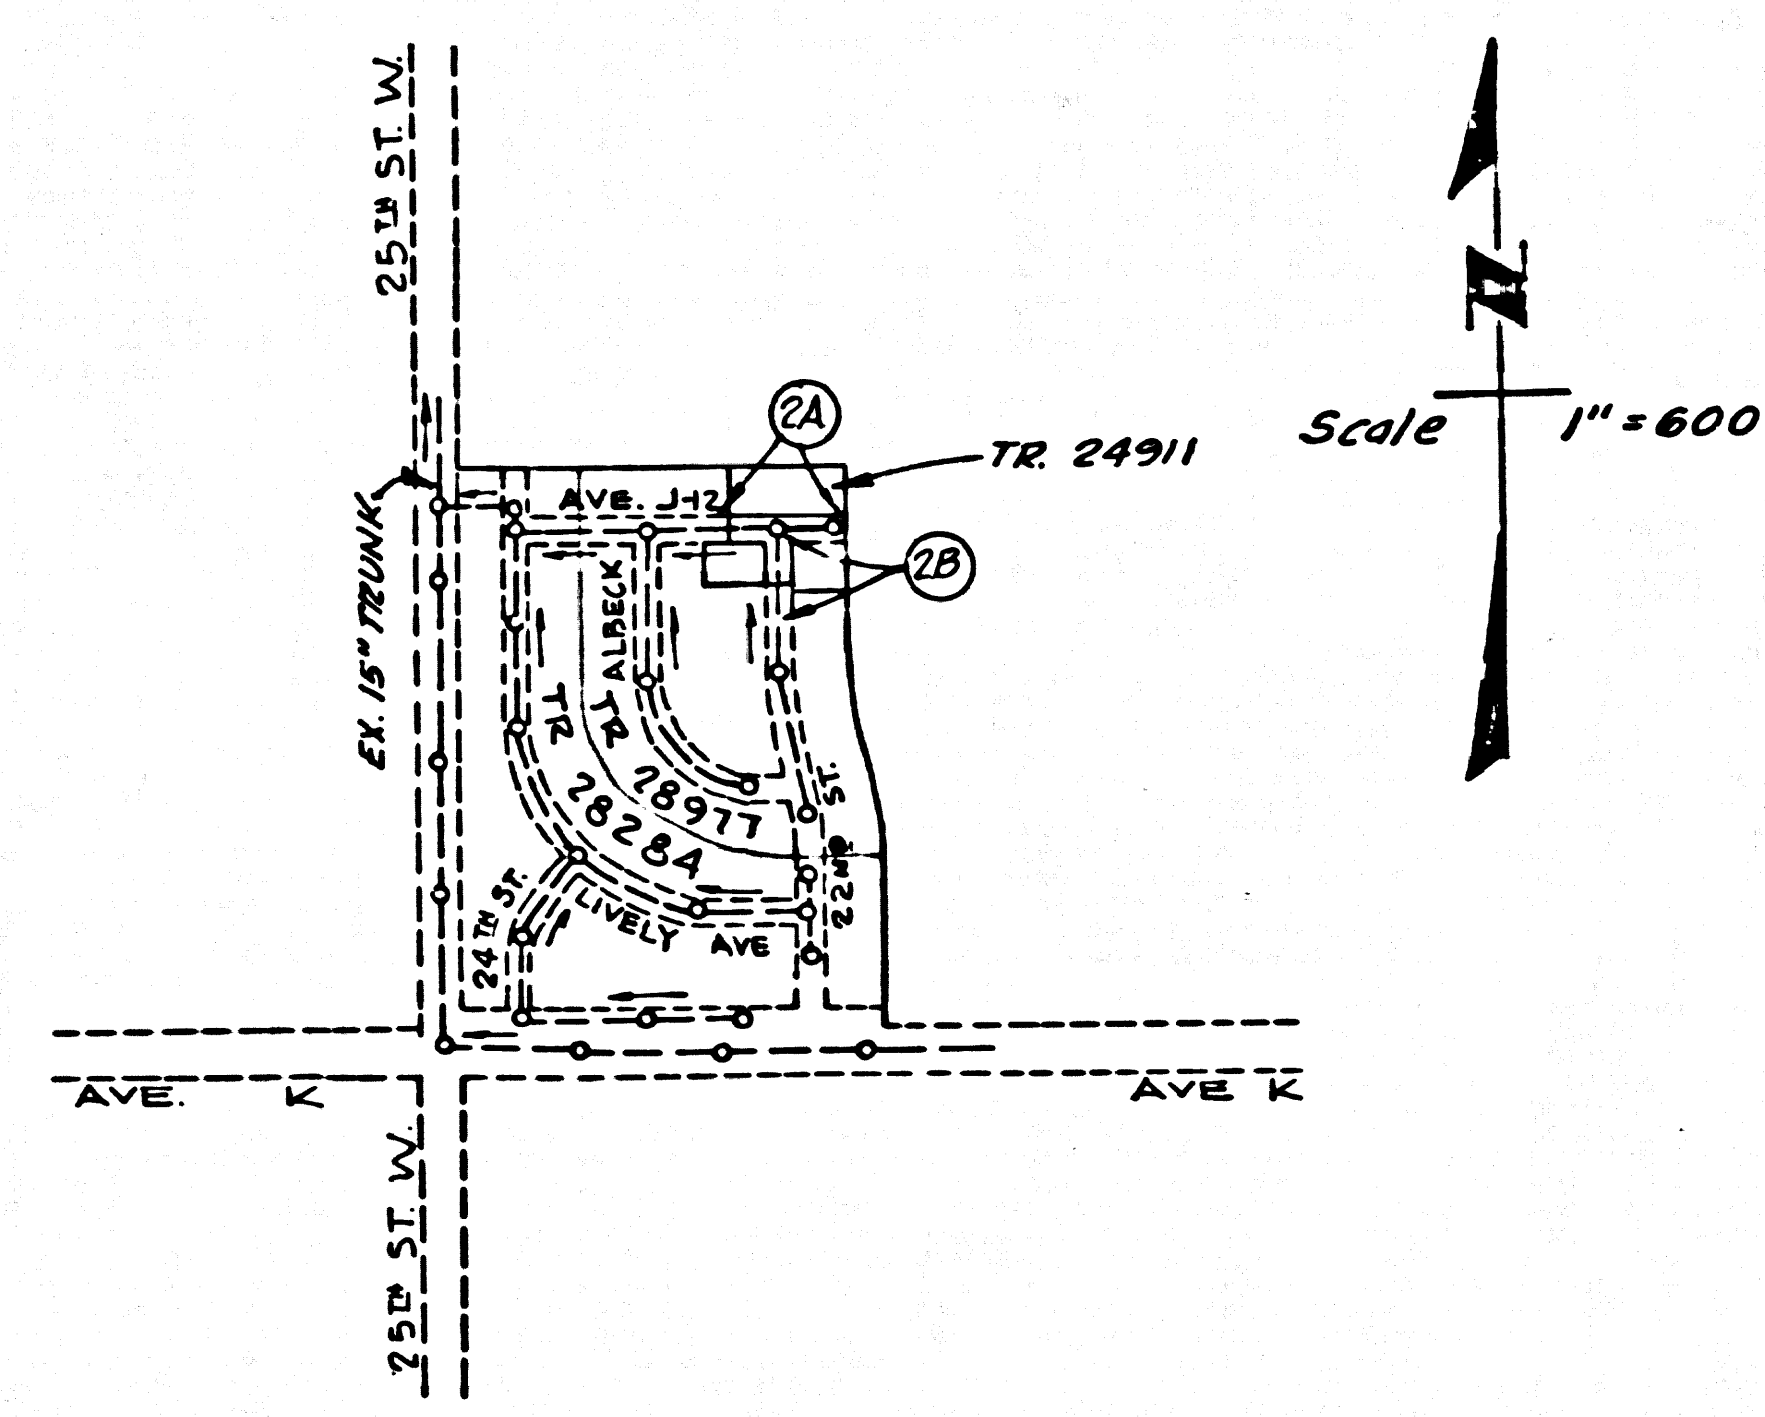 25TH ST. W.
N
Scale 1" = 600
2A
TR. 24911
AVE. J-12
2B
EX. 15" TRUNK
ALBECK
TR 28284
TR 28977
22ND ST.
24TH ST.
LIVELY AVE
AVE. K
AVE K
25TH ST. W.